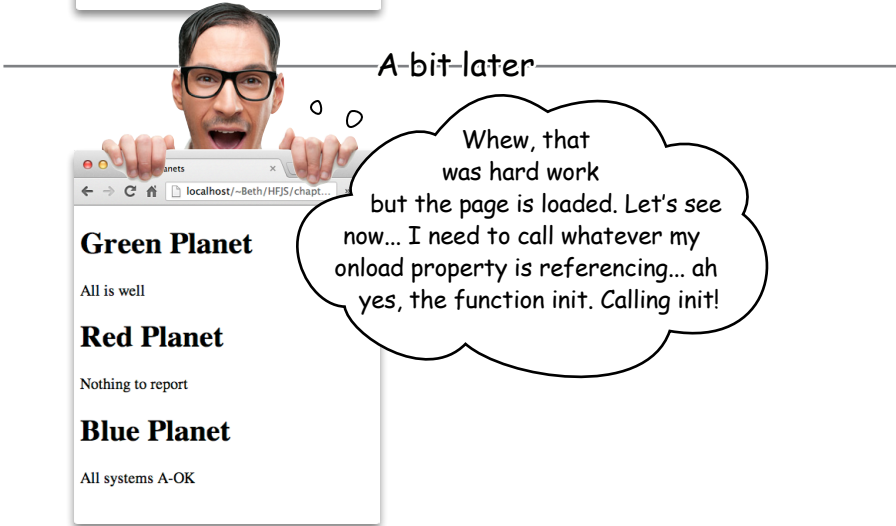 A bit later
Whew, that
was hard work
but the page is loaded. Let's see
now... I need to call whatever my
onload property is referencing... ah
yes, the function init. Calling init!
anets
localhost/~Beth/HFJS/chapt...
Green Planet
All is well
Red Planet
Nothing to report
Blue Planet
All systems A-OK